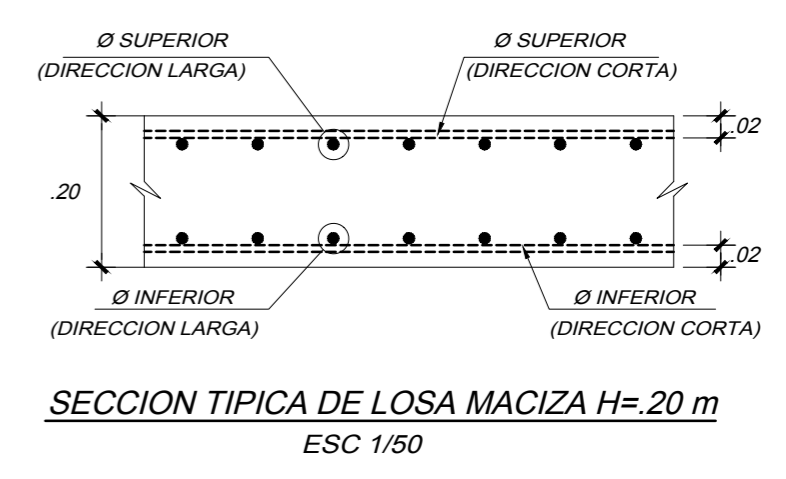 Ø SUPERIOR
(DIRECCION LARGA)
Ø SUPERIOR
(DIRECCION CORTA)
.02
.20
.02
Ø INFERIOR
(DIRECCION LARGA)
Ø INFERIOR
(DIRECCION CORTA)
SECCION TIPICA DE LOSA MACIZA H=.20 m
ESC 1/50